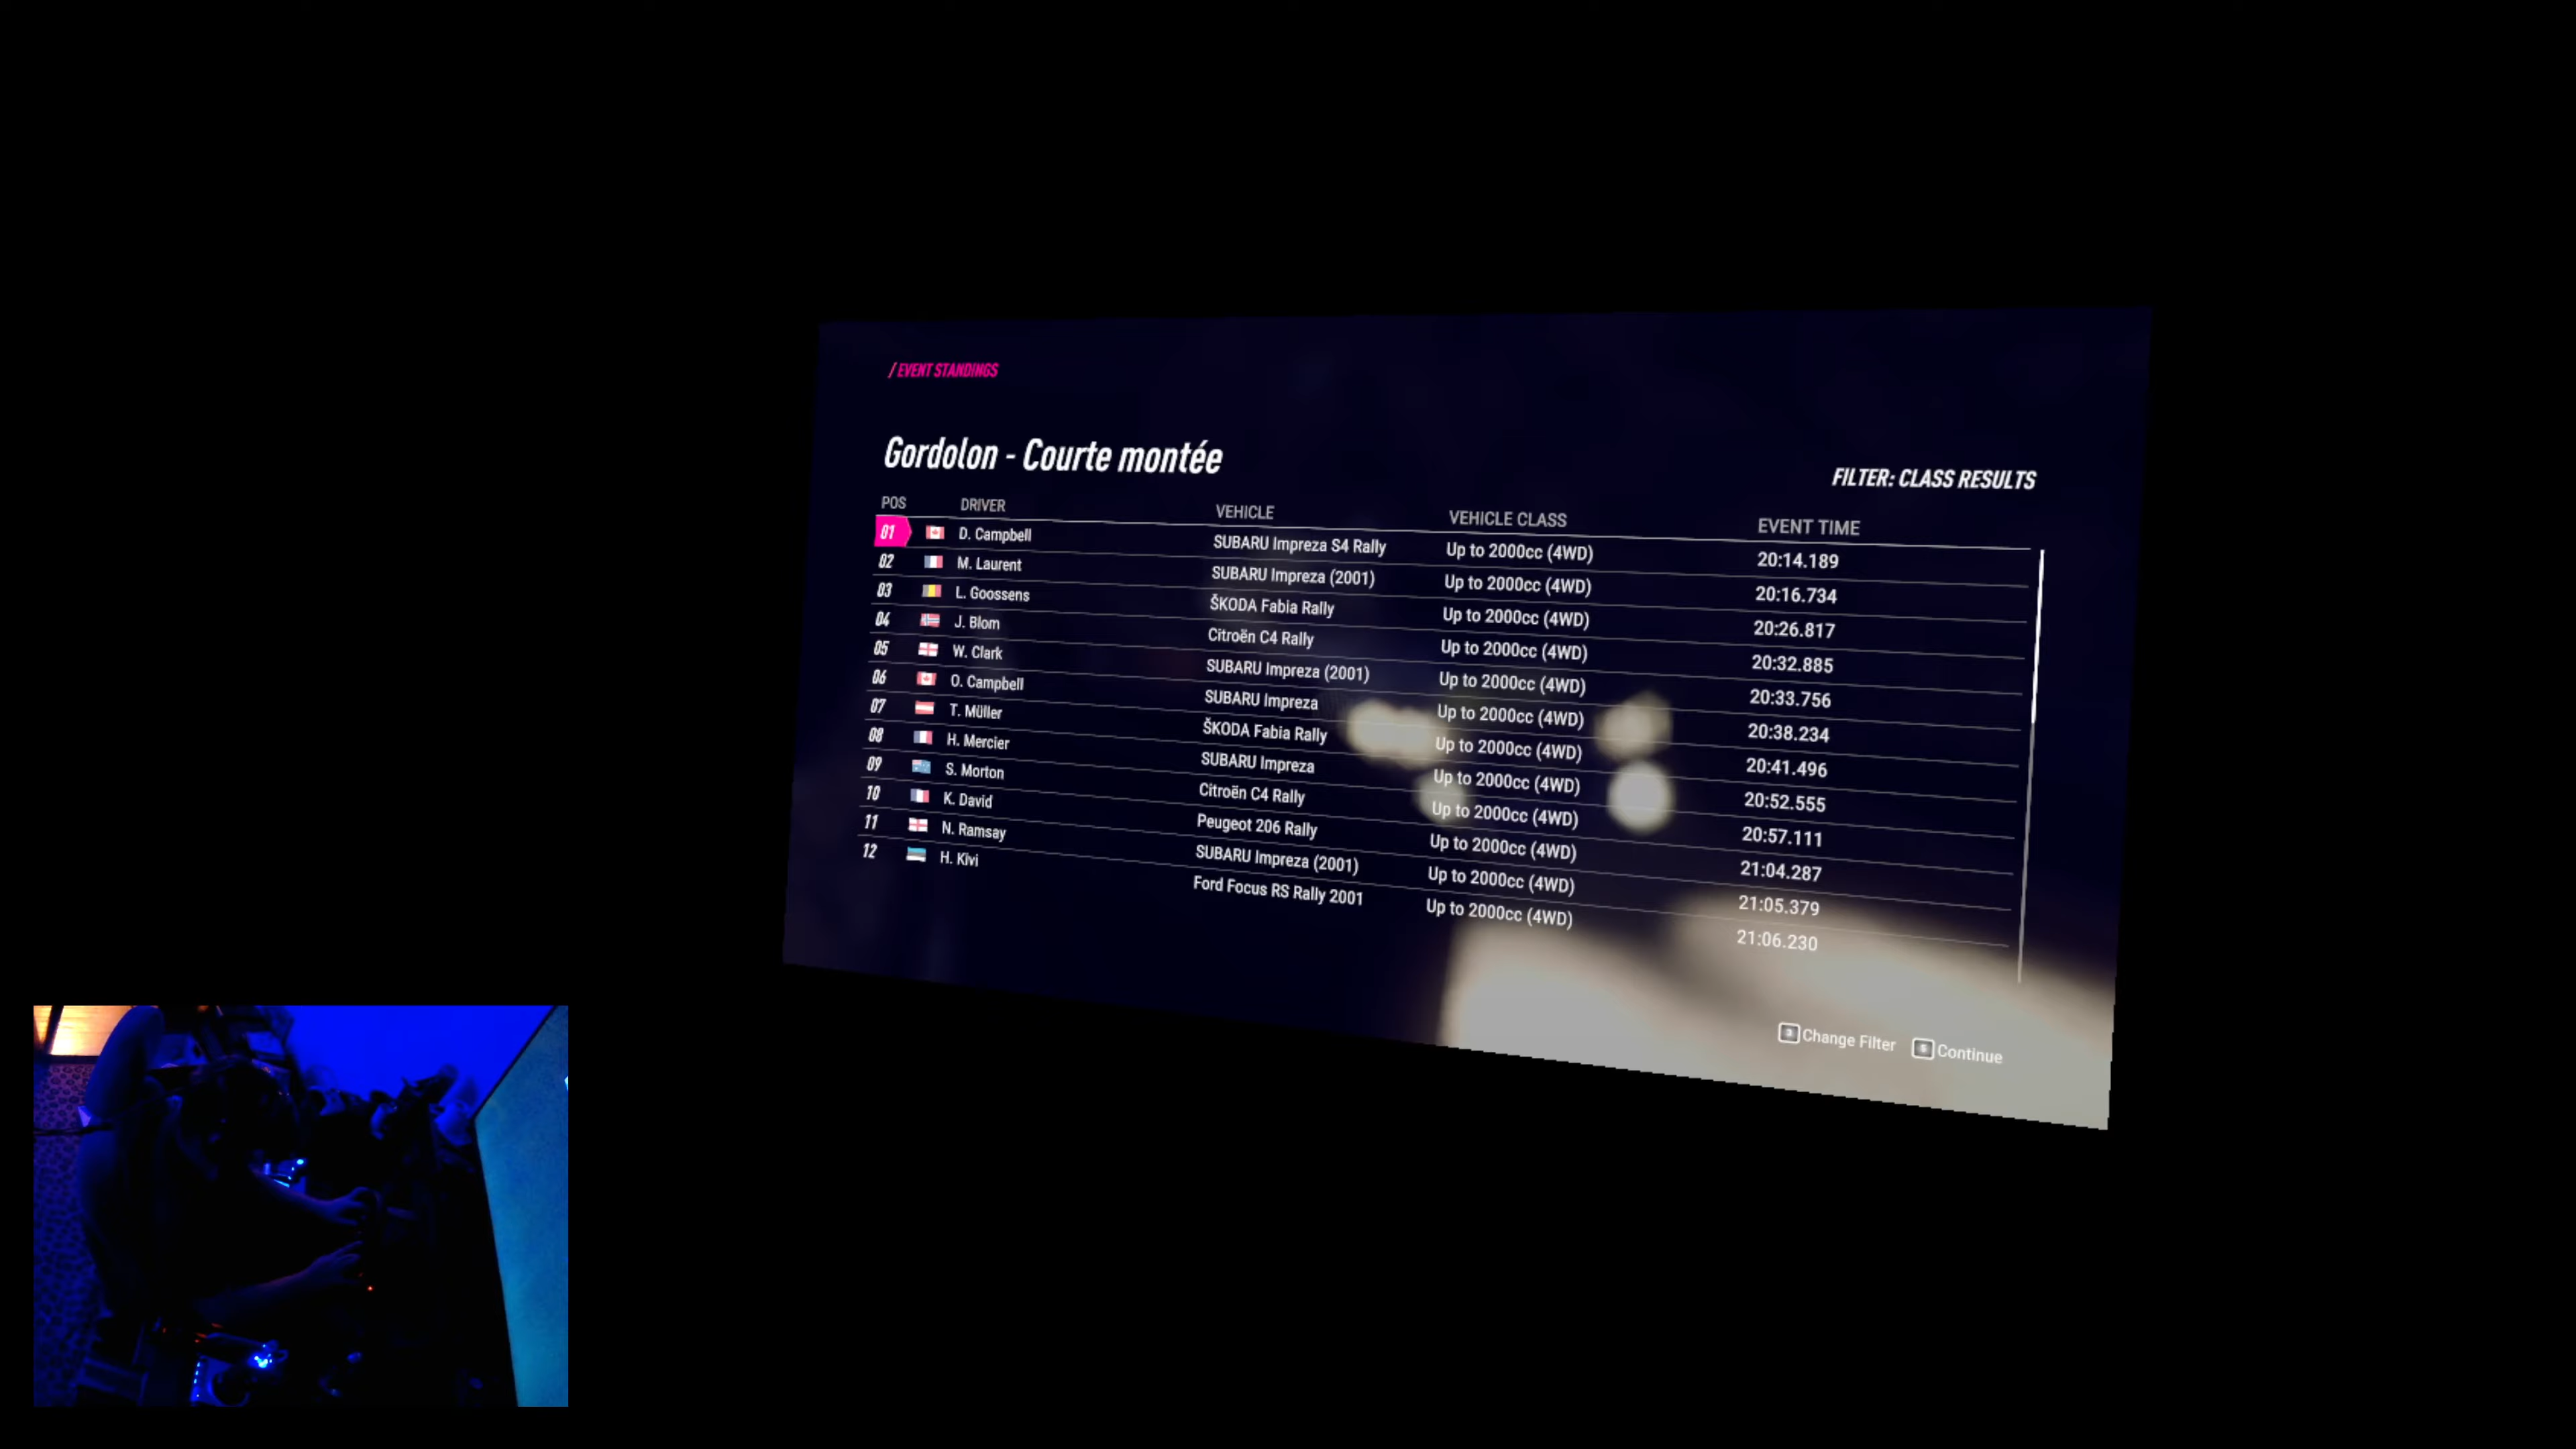 / EVENT STANDINGS
Gordolon - Courte montée
FILTER: CLASS RESULTS
POS DRIVER VEHICLE VEHICLE CLASS EVENT TIME
01 D. Campbell SUBARU Impreza S4 Rally Up to 2000cc (4WD) 20:14.189
02 M. Laurent SUBARU Impreza (2001) Up to 2000cc (4WD) 20:16.734
03 L. Goossens ŠKODA Fabia Rally Up to 2000cc (4WD) 20:26.817
04 J. Blom Citroën C4 Rally Up to 2000cc (4WD) 20:32.885
05 W. Clark SUBARU Impreza (2001) Up to 2000cc (4WD) 20:33.756
06 O. Campbell SUBARU Impreza Up to 2000cc (4WD) 20:38.234
07 T. Müller ŠKODA Fabia Rally Up to 2000cc (4WD) 20:41.496
08 H. Mercier SUBARU Impreza Up to 2000cc (4WD) 20:52.555
09 S. Morton Citroën C4 Rally Up to 2000cc (4WD) 20:57.111
10 K. David Peugeot 206 Rally Up to 2000cc (4WD) 21:04.287
11 N. Ramsay SUBARU Impreza (2001) Up to 2000cc (4WD) 21:05.379
12 H. Kivi Ford Focus RS Rally 2001 Up to 2000cc (4WD) 21:06.230
Change Filter Continue